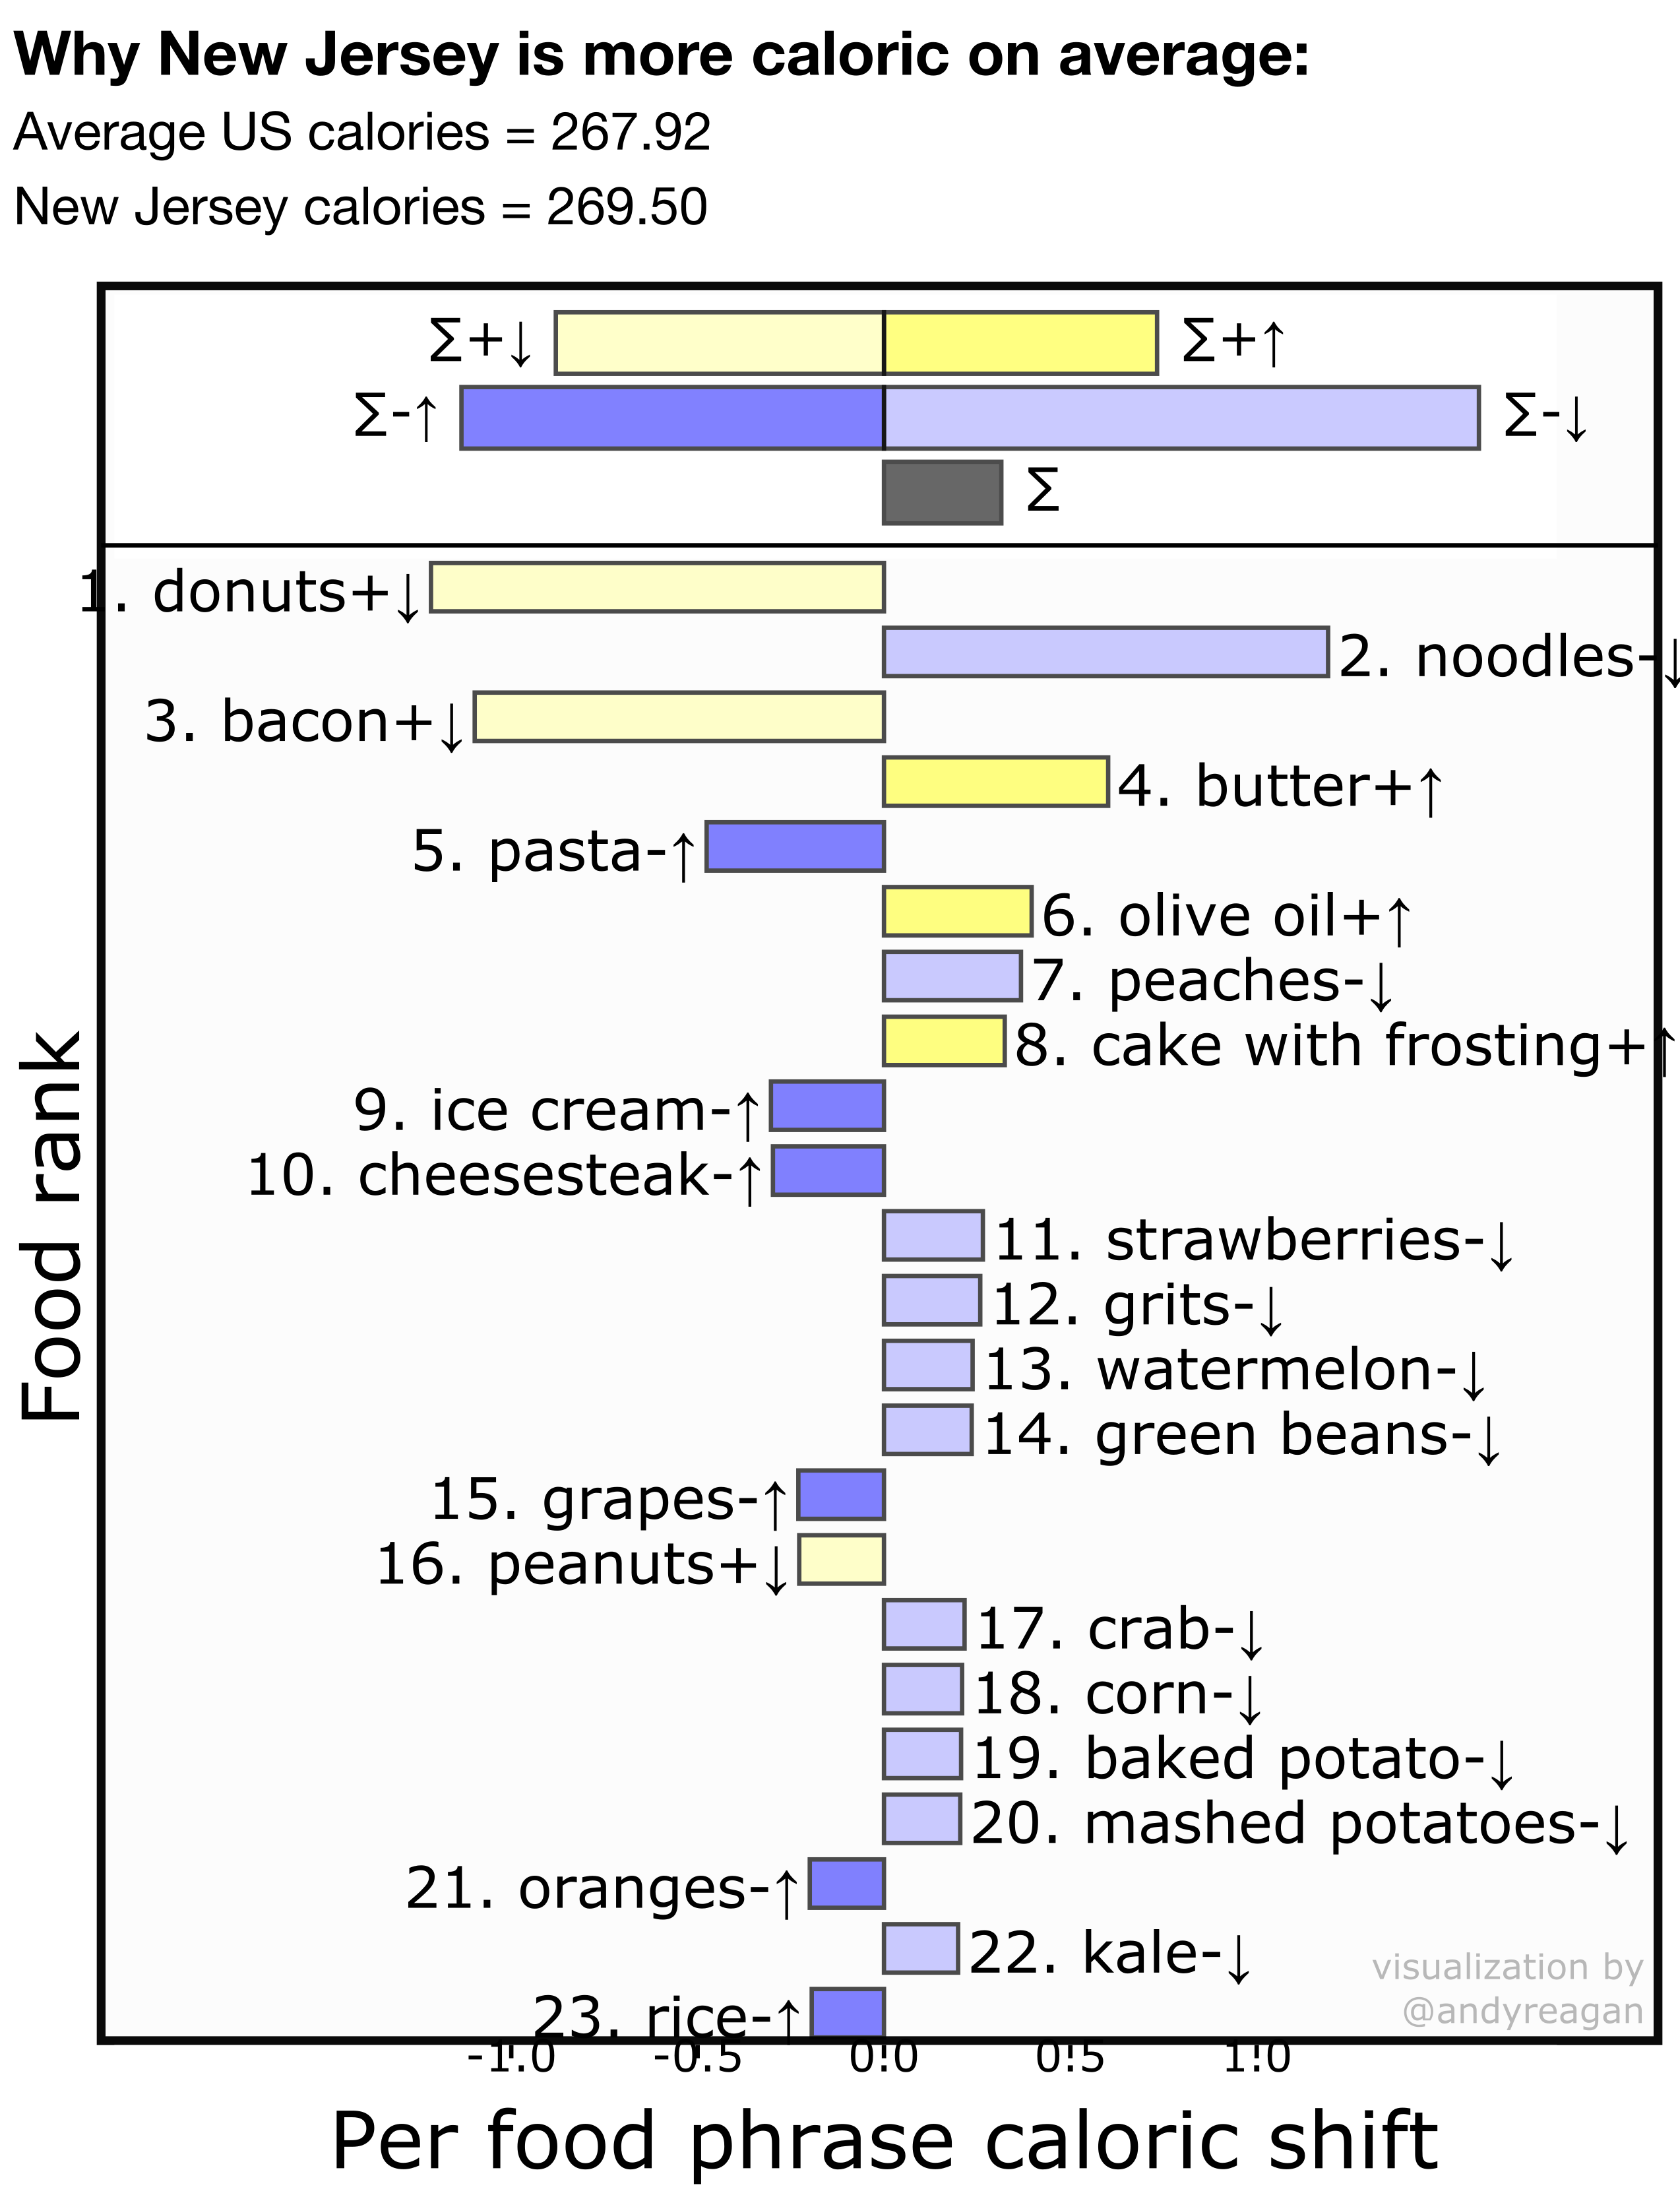 Why New Jersey is more caloric on average:
Average US calories = 267.92
New Jersey calories = 269.50
∑+↓
∑+↑
∑-↑
∑-↓
∑
1. donuts+↓
2. noodles-↓
3. bacon+↓
4. butter+↑
5. pasta-↑
6. olive oil+↑
7. peaches-↓
8. cake with frosting+↑
9. ice cream-↑
10. cheesesteak-↑
11. strawberries-↓
12. grits-↓
13. watermelon-↓
14. green beans-↓
15. grapes-↑
16. peanuts+↓
17. crab-↓
18. corn-↓
19. baked potato-↓
20. mashed potatoes-↓
21. oranges-↑
22. kale-↓
23. rice-↑
Food rank
visualization by
@andyreagan
-1.0 -0.5 0.0 0.5 1.0
Per food phrase caloric shift